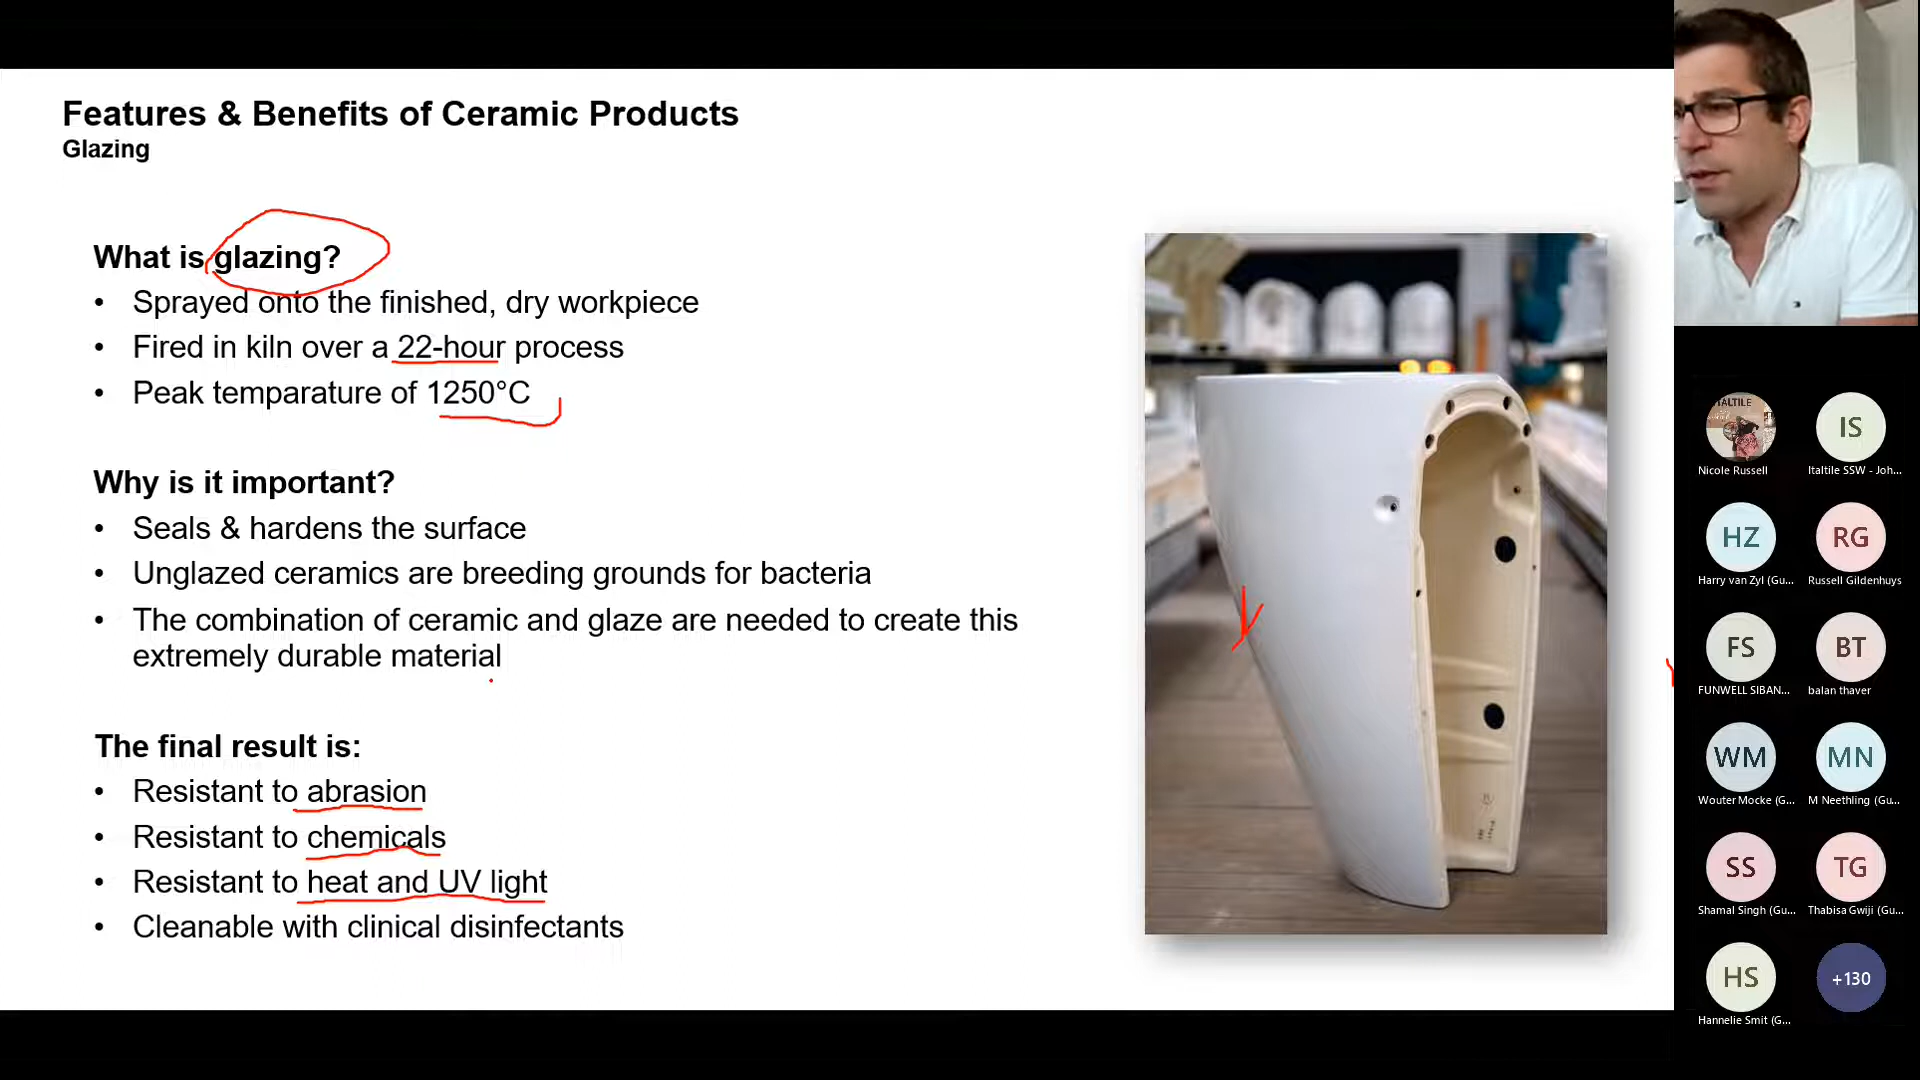 Features & Benefits of Ceramic Products
Glazing
What is glazing?
• Sprayed onto the finished, dry workpiece
• Fired in kiln over a 22-hour process
• Peak temparature of 1250°C
Why is it important?
• Seals & hardens the surface
• Unglazed ceramics are breeding grounds for bacteria
• The combination of ceramic and glaze are needed to create this
extremely durable material
The final result is:
• Resistant to abrasion
• Resistant to chemicals
• Resistant to heat and UV light
• Cleanable with clinical disinfectants
ITALTILE
IS
Nicole Russell
Italtile SSW - Joh...
HZ
RG
Harry van Zyl (Gu...
Russell Gildenhuys
FS
BT
FUNWELL SIBAN...
balan thaver
WM
MN
Wouter Mocke (G...
M Neethling (Gu...
SS
TG
Shamal Singh (Gu...
Thabisa Gwiji (Gu...
HS
+130
Hannelie Smit (G...